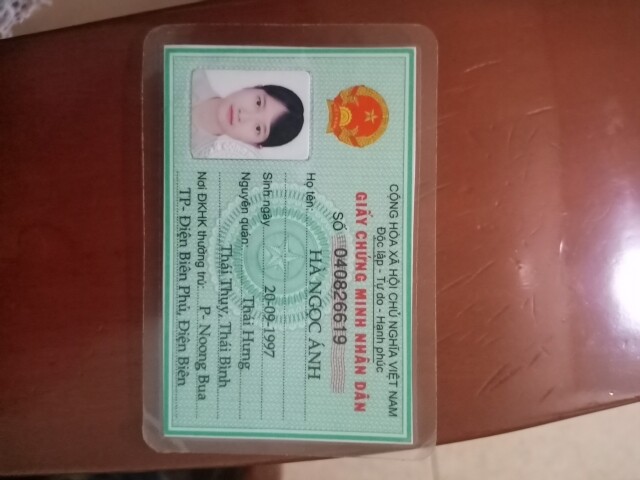 CỘNG HÒA XÃ HỘI CHỦ NGHĨA VIỆT NAM
Độc lập - Tự do - Hạnh phúc
GIẤY CHỨNG MINH NHÂN DÂN
SỐ 040826619
Họ tên: HÀ NGỌC ÁNH
Sinh ngày 20-09-1997
Nguyên quán: Thái Hưng
Thái Thụy, Thái Bình
Nơi ĐKHK thường trú: P- Noong Bua
TP- Điện Biên Phủ, Điện Biên